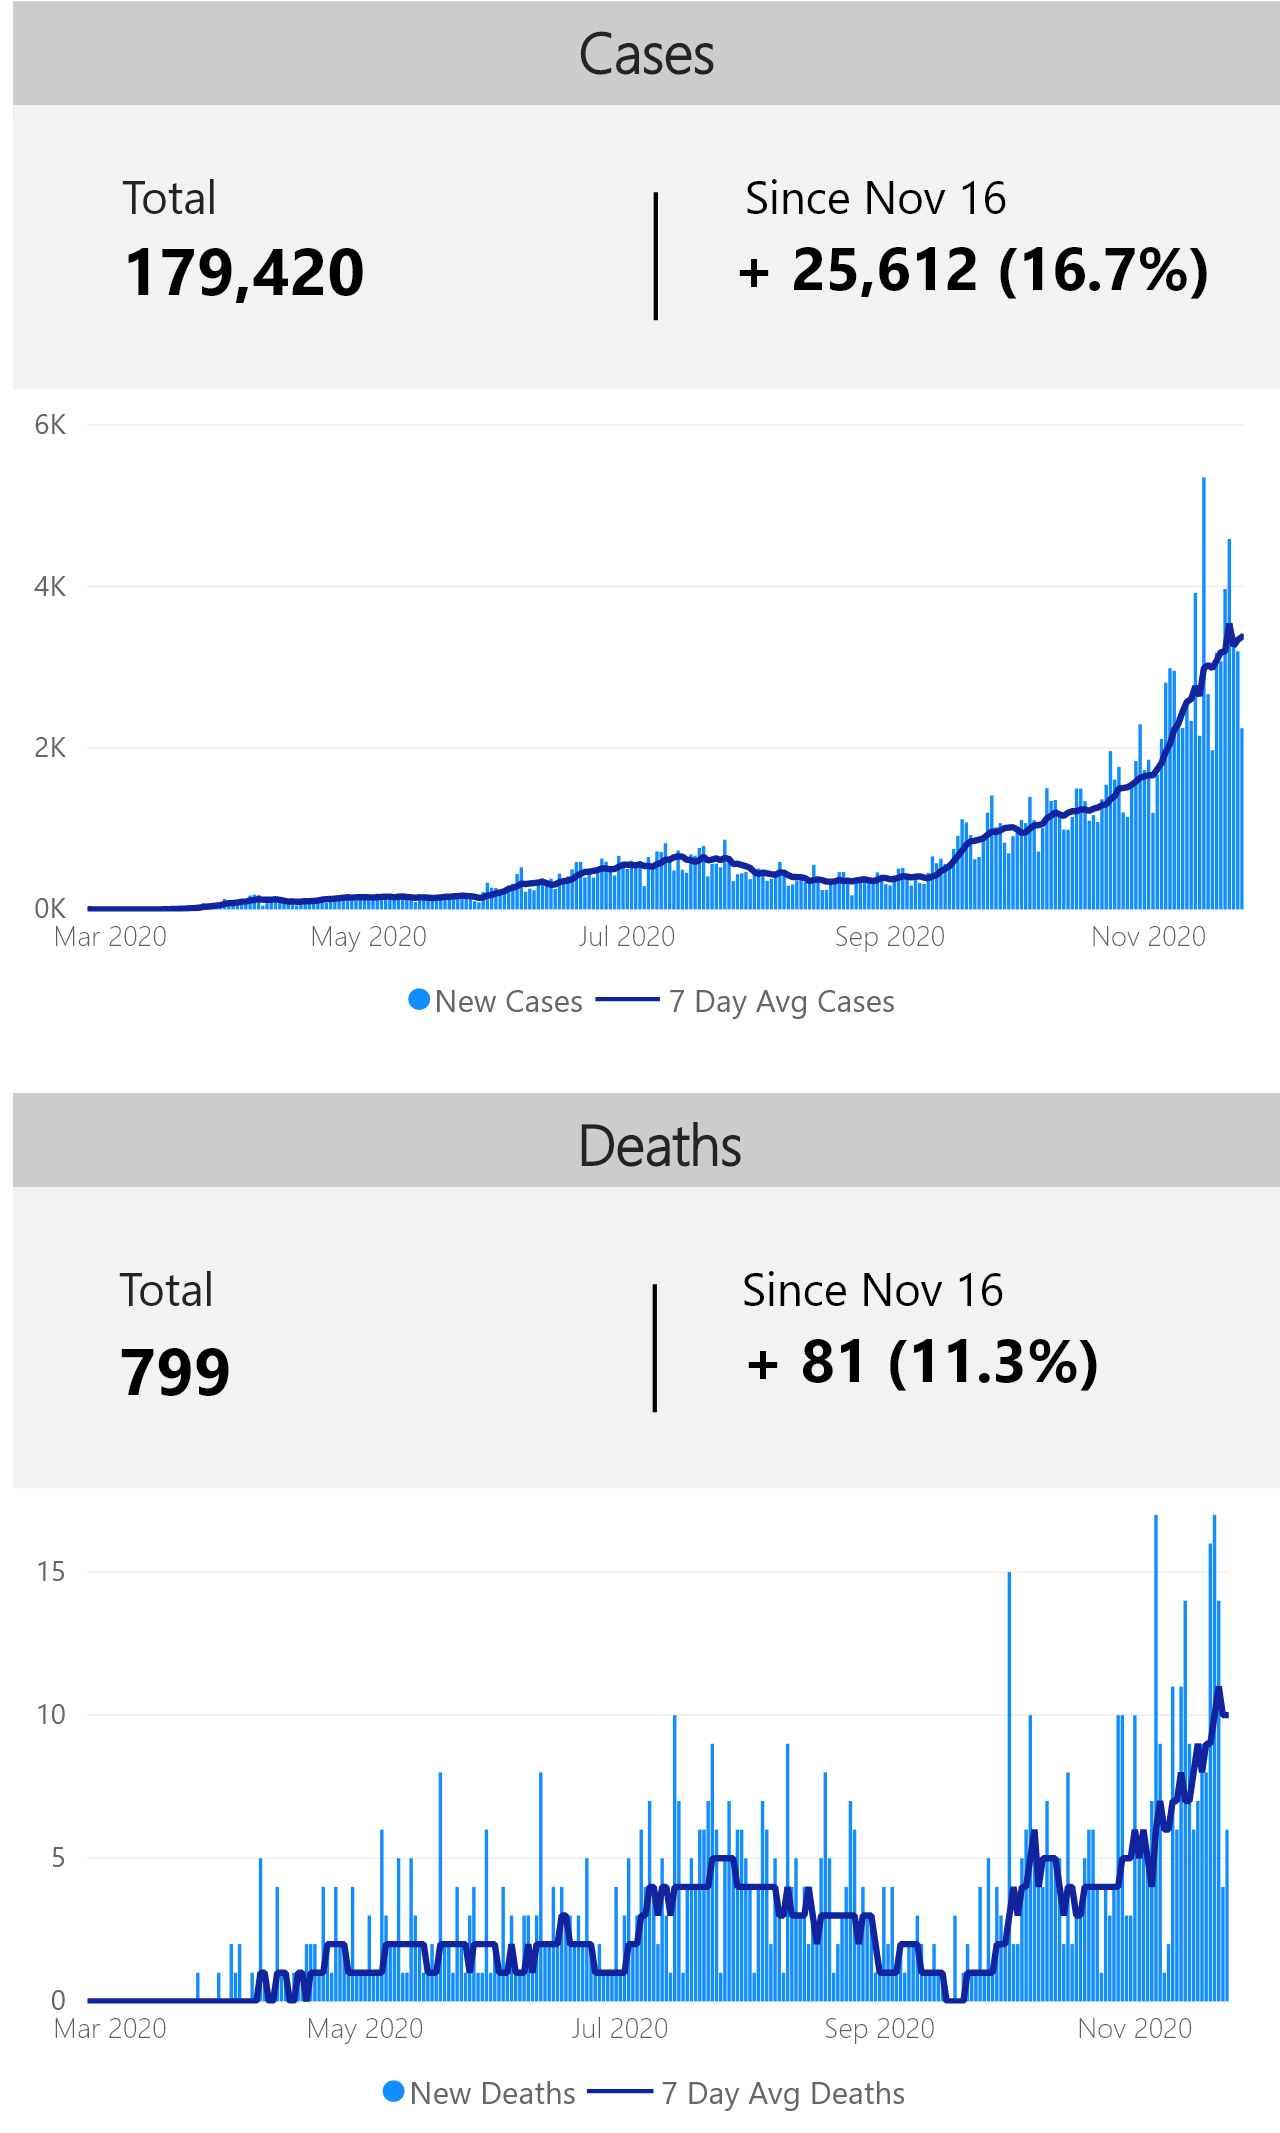 Cases
Total
Since Nov 16
179,420
+ 25,612 (16.7%)
6K
4K
2K
0K
Mar 2020
May 2020
Jul 2020
Sep 2020
Nov 2020
New Cases
7 Day Avg Cases
Deaths
Total
Since Nov 16
799
+ 81 (11.3%)
15
10
5
0
Mar 2020
May 2020
Jul 2020
Sep 2020
Nov 2020
New Deaths
7 Day Avg Deaths